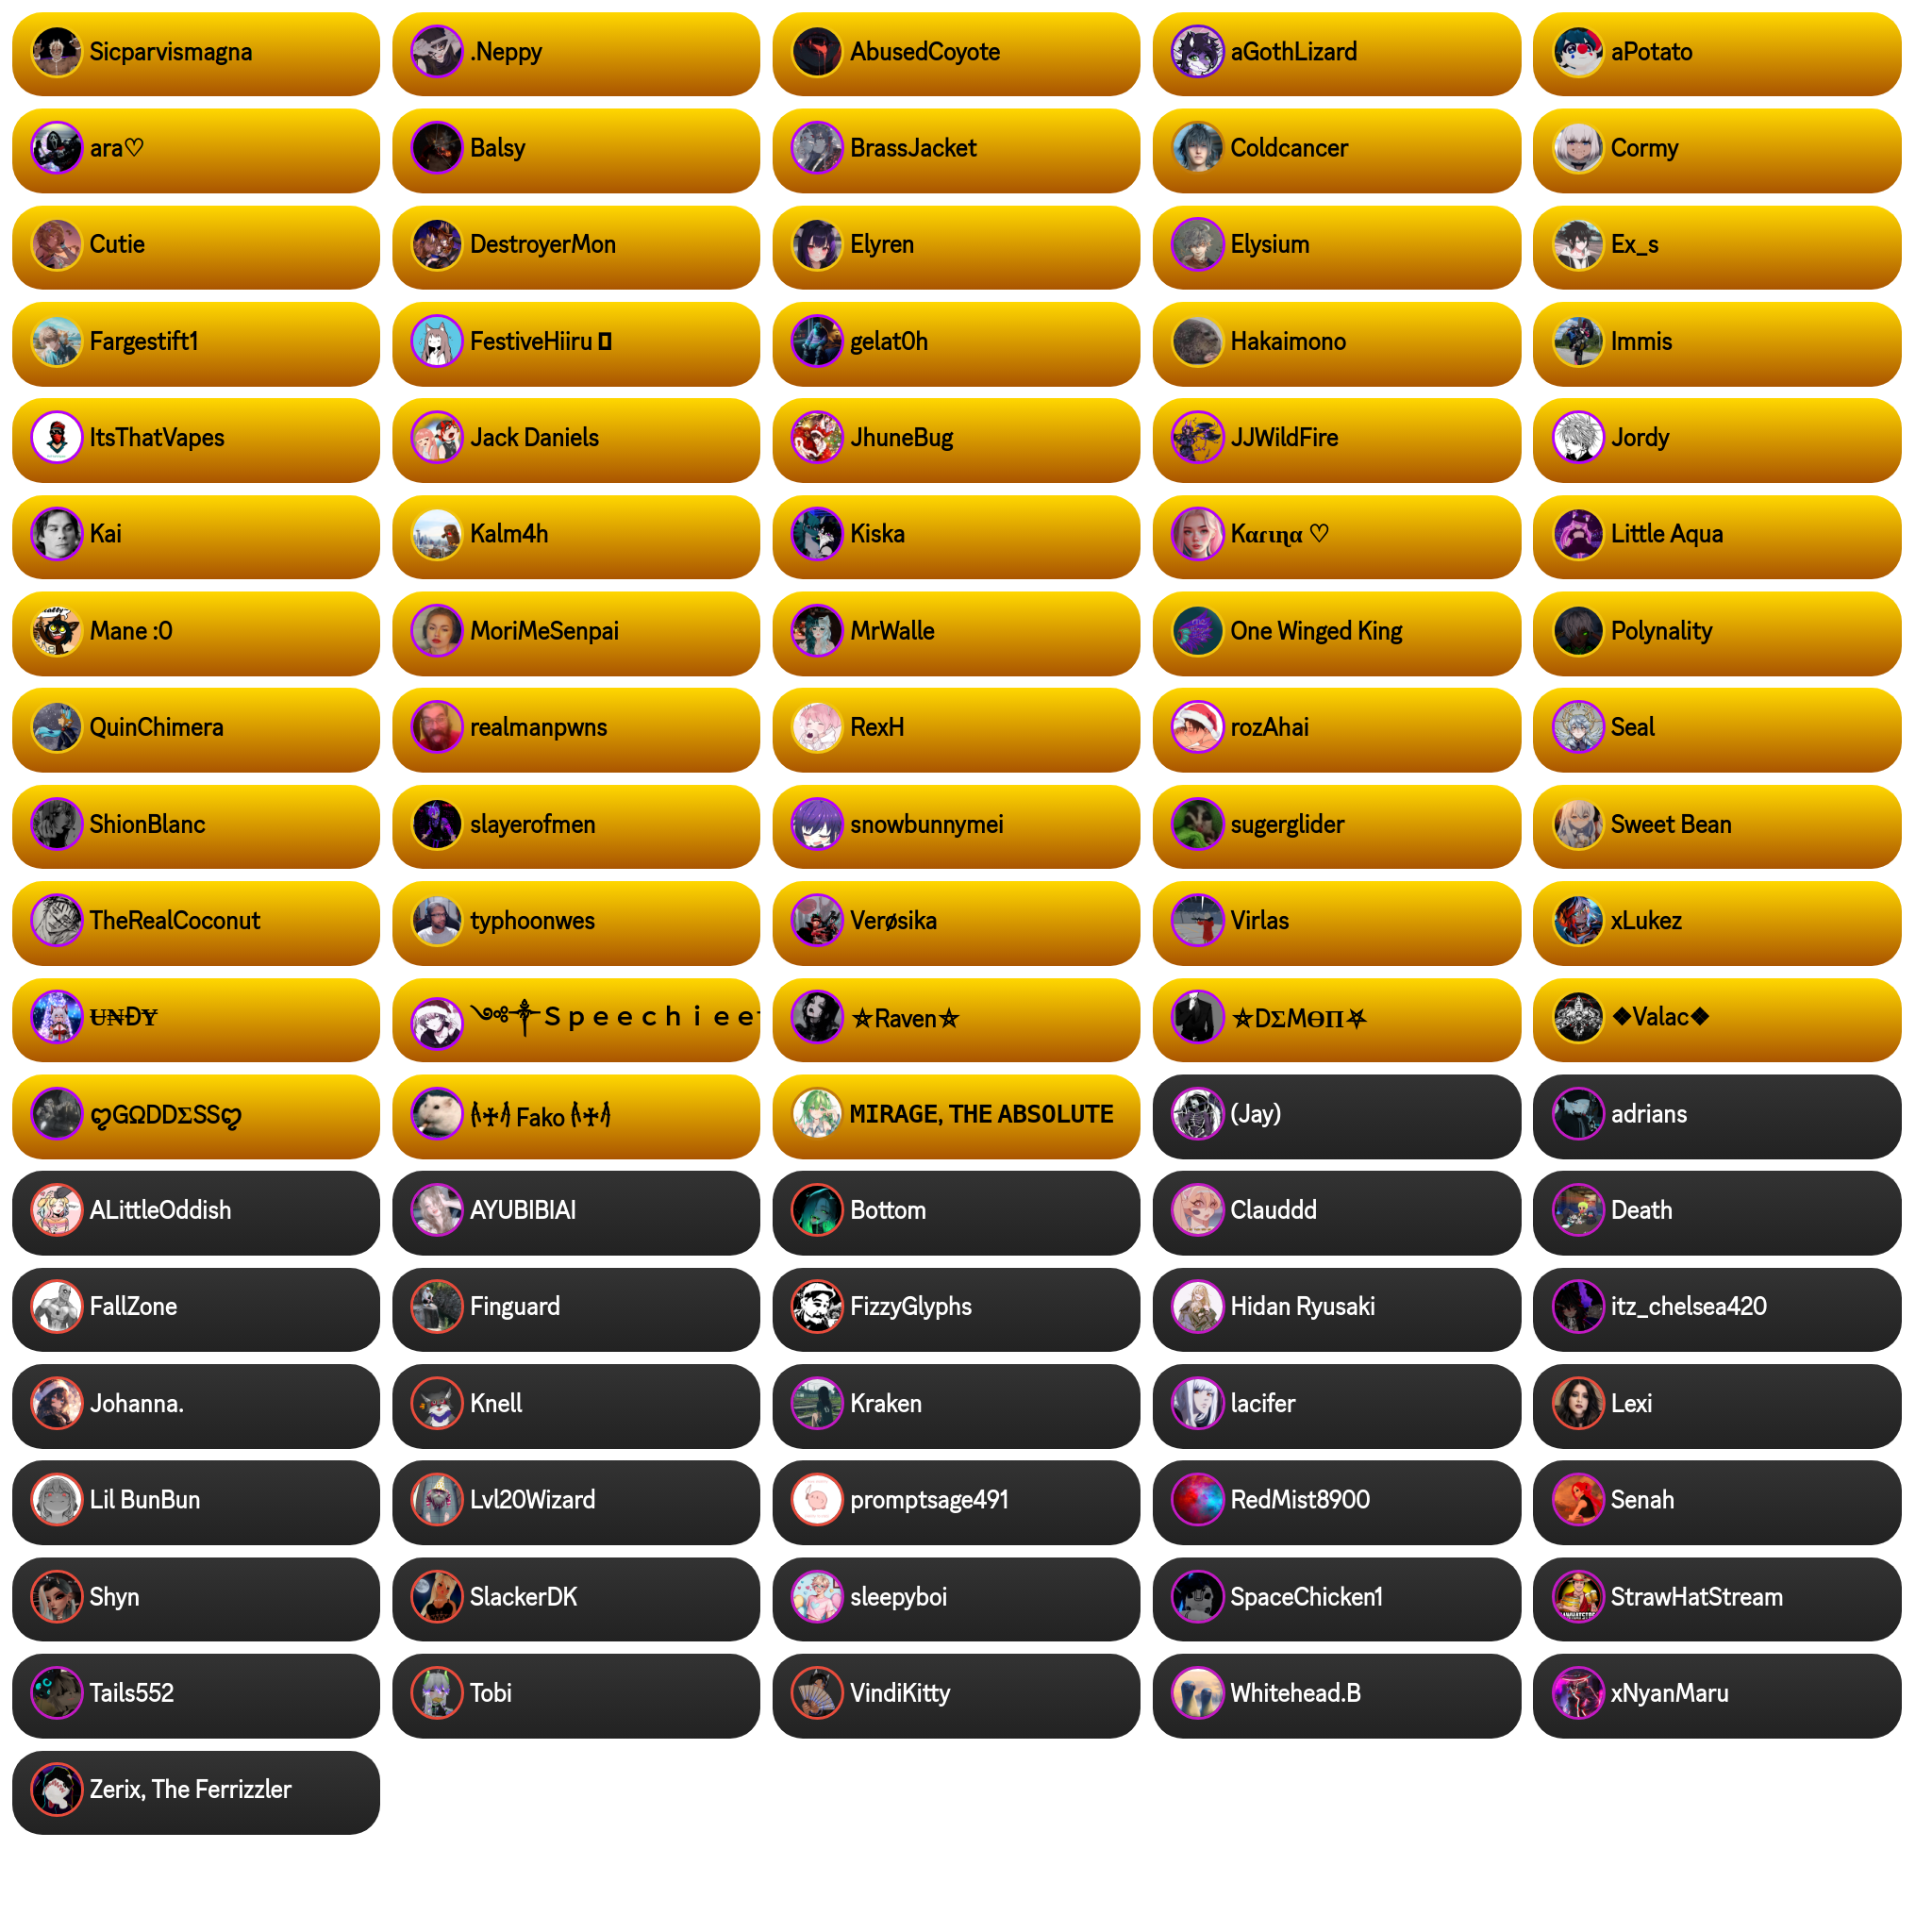 Sicparvismagna
.Neppy
AbusedCoyote
aGothLizard
aPotato
ara♡
Balsy
BrassJacket
Coldcancer
Cormy
Cutie
DestroyerMon
Elyren
Elysium
Ex_s
Fargestift1
FestiveHiiru
gelat0h
Hakaimono
Immis
ItsThatVapes
Jack Daniels
JhuneBug
JJWildFire
Jordy
Kai
Kalm4h
Kiska
Kαɾιɳα ♡
Little Aqua
Mane :0
MoriMeSenpai
MrWalle
One Winged King
Polynality
QuinChimera
realmanpwns
RexH
rozAhai
Seal
ShionBlanc
slayerofmen
snowbunnymei
sugerglider
Sweet Bean
TheRealCoconut
typhoonwes
Verøsika
Virlas
xLukez
Ʉ₦ĐɎ
༄༒Ｓｐｅｅｃｈｉｅｅ
⛤Raven⛤
⛤DΣMӨП⛧
❖Valac❖
ღGΩDDΣSSღ
Fako
MIRAGE, THE ABSOLUTE
(Jay)
adrians
ALittleOddish
AYUBIBIAI
Bottom
Clauddd
Death
FallZone
Finguard
FizzyGlyphs
Hidan Ryusaki
itz_chelsea420
Johanna.
Knell
Kraken
lacifer
Lexi
Lil BunBun
Lvl20Wizard
promptsage491
RedMist8900
Senah
Shyn
SlackerDK
sleepyboi
SpaceChicken1
StrawHatStream
Tails552
Tobi
VindiKitty
Whitehead.B
xNyanMaru
Zerix, The Ferrizzler